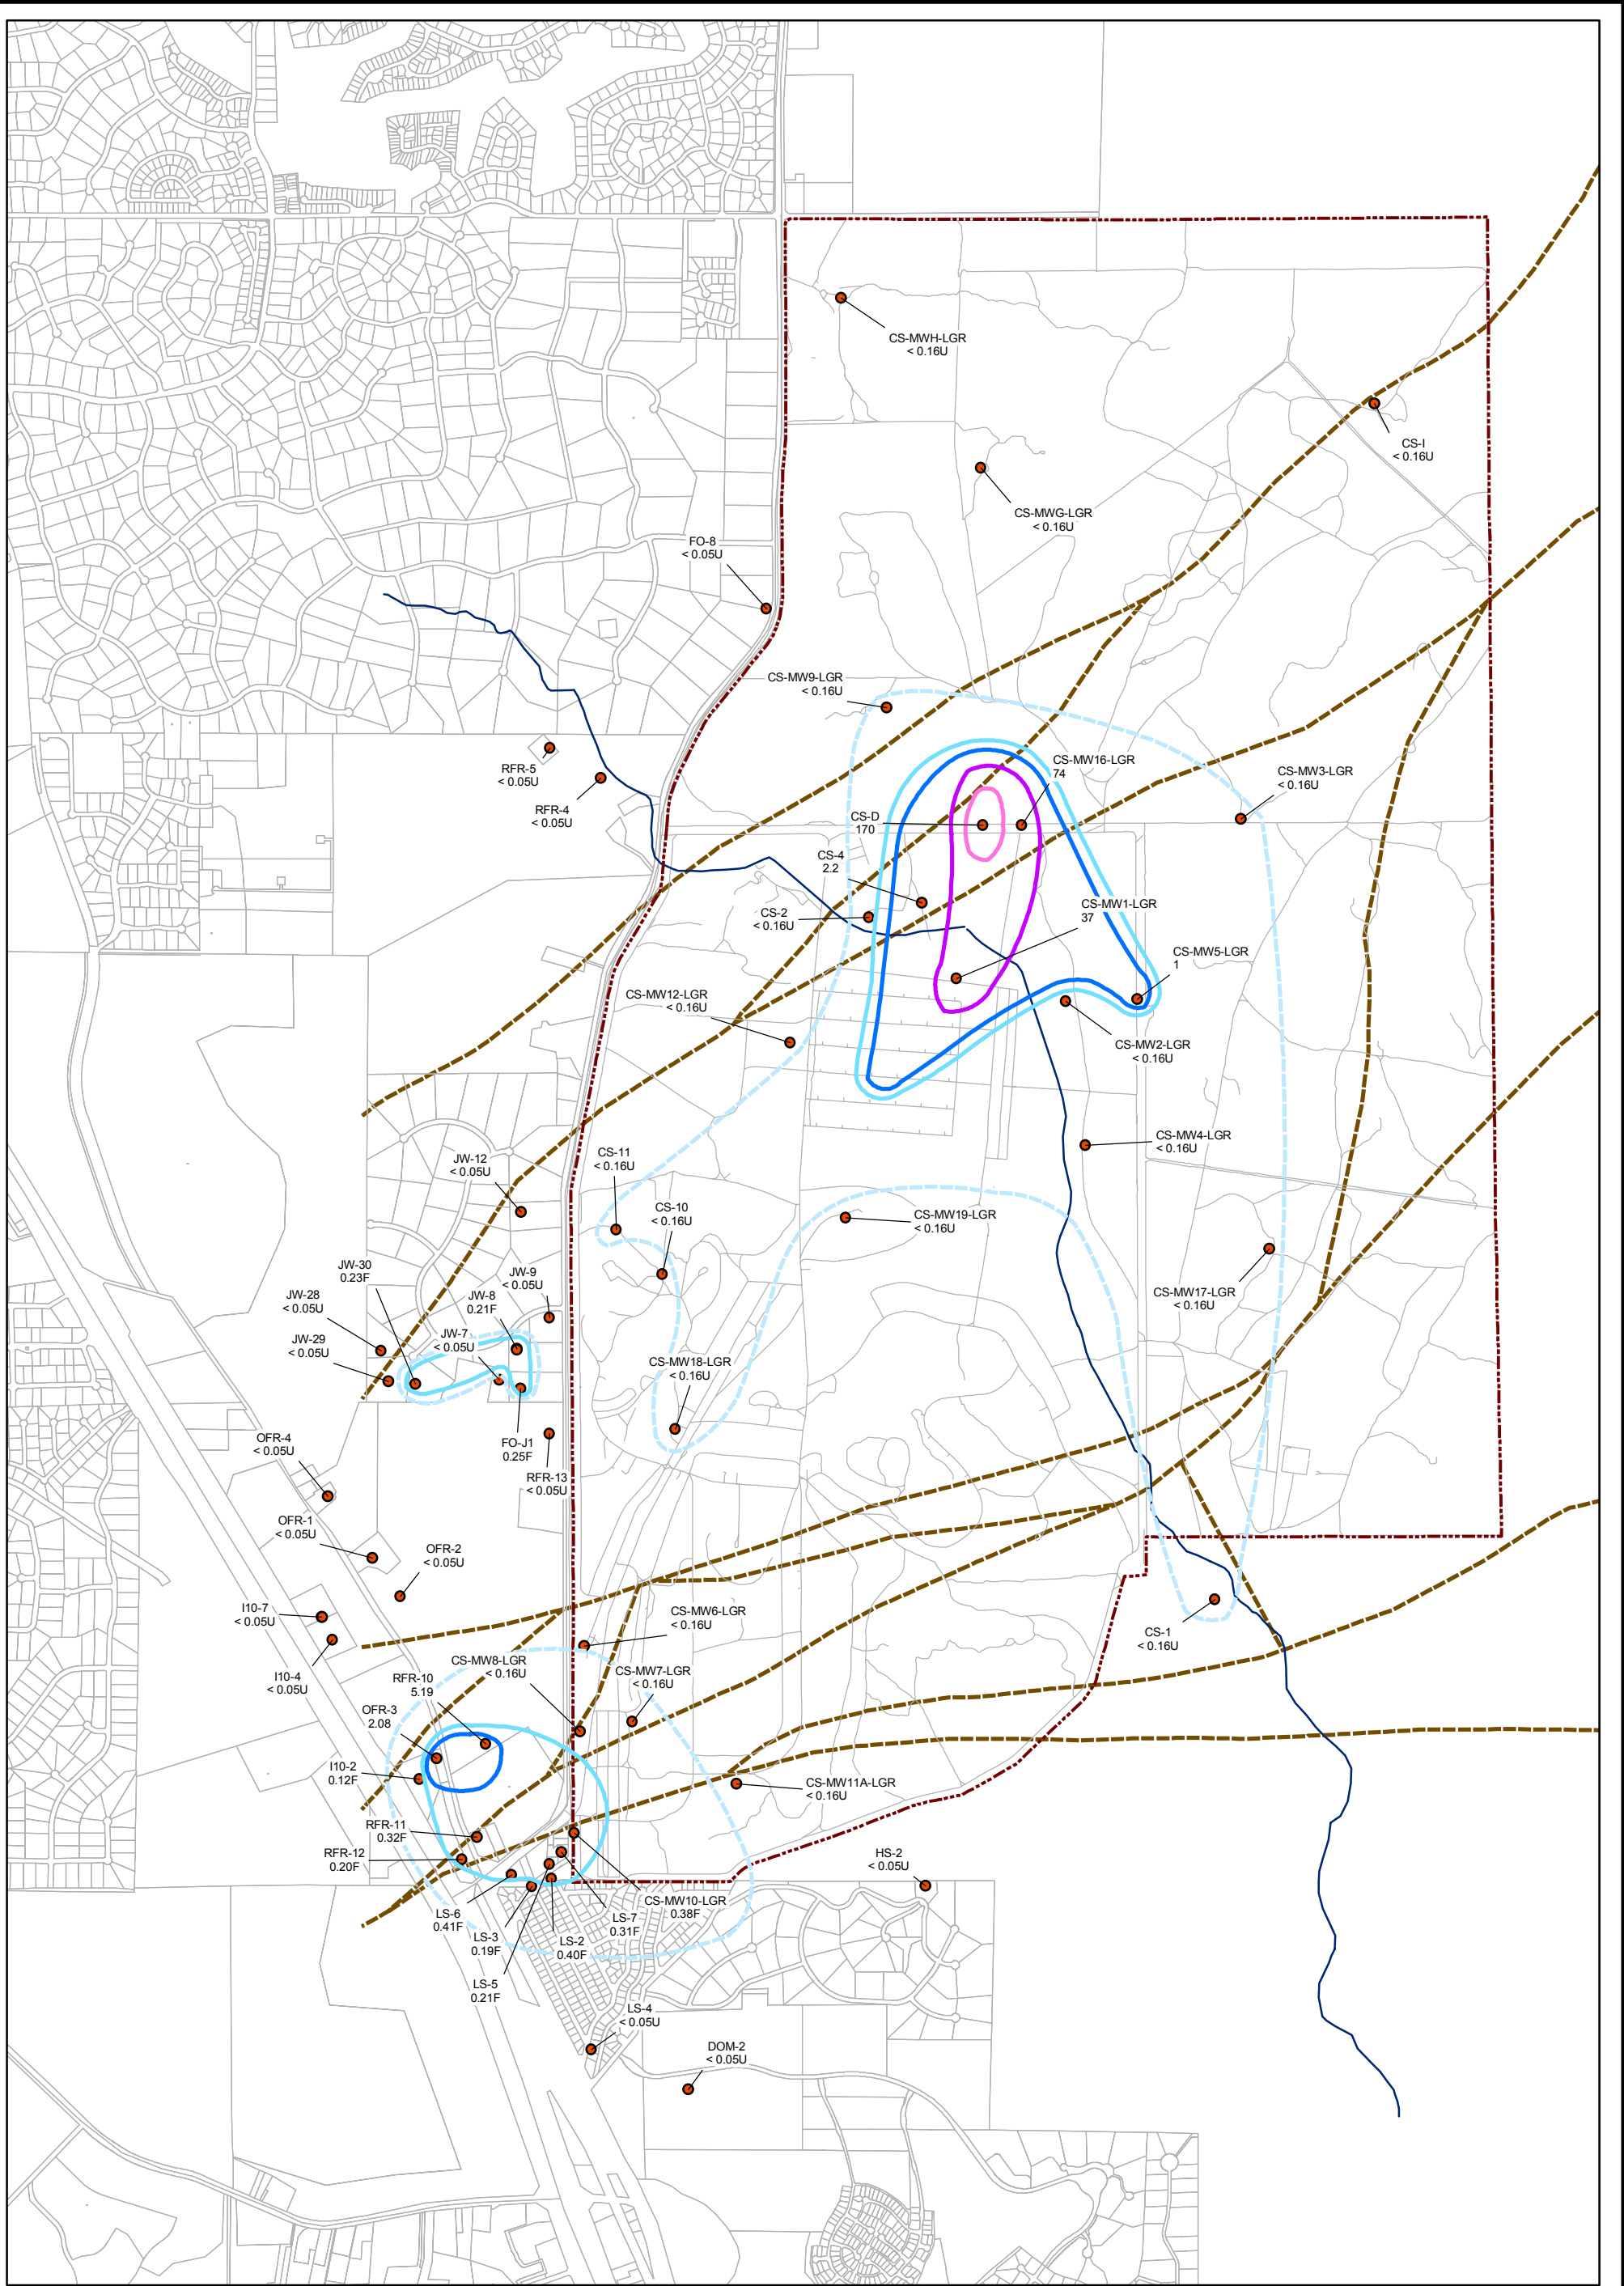 CS-MWH-LGR
< 0.16U
CS-I
< 0.16U
CS-MWG-LGR
< 0.16U
FO-8
< 0.05U
CS-MW9-LGR
< 0.16U
RFR-5
< 0.05U
RFR-4
< 0.05U
CS-MW16-LGR
74
CS-MW3-LGR
< 0.16U
CS-D
170
CS-4
2.2
CS-2
< 0.16U
CS-MW1-LGR
37
CS-MW5-LGR
1
CS-MW12-LGR
< 0.16U
CS-MW2-LGR
< 0.16U
CS-MW4-LGR
< 0.16U
JW-12
< 0.05U
CS-11
< 0.16U
CS-10
< 0.16U
CS-MW19-LGR
< 0.16U
JW-30
0.23F
JW-9
< 0.05U
JW-8
0.21F
JW-28
< 0.05U
CS-MW17-LGR
< 0.16U
JW-29
< 0.05U
JW-7
< 0.05U
CS-MW18-LGR
< 0.16U
OFR-4
< 0.05U
FO-J1
0.25F
RFR-13
< 0.05U
OFR-1
< 0.05U
OFR-2
< 0.05U
I10-7
< 0.05U
CS-MW6-LGR
< 0.16U
CS-1
< 0.16U
I10-4
< 0.05U
CS-MW8-LGR
< 0.16U
CS-MW7-LGR
< 0.16U
RFR-10
5.19
OFR-3
2.08
I10-2
0.12F
CS-MW11A-LGR
< 0.16U
RFR-11
0.32F
RFR-12
0.20F
HS-2
< 0.05U
CS-MW10-LGR
0.38F
LS-6
0.41F
LS-7
0.31F
LS-3
0.19F
LS-2
0.40F
LS-5
0.21F
LS-4
< 0.05U
DOM-2
< 0.05U